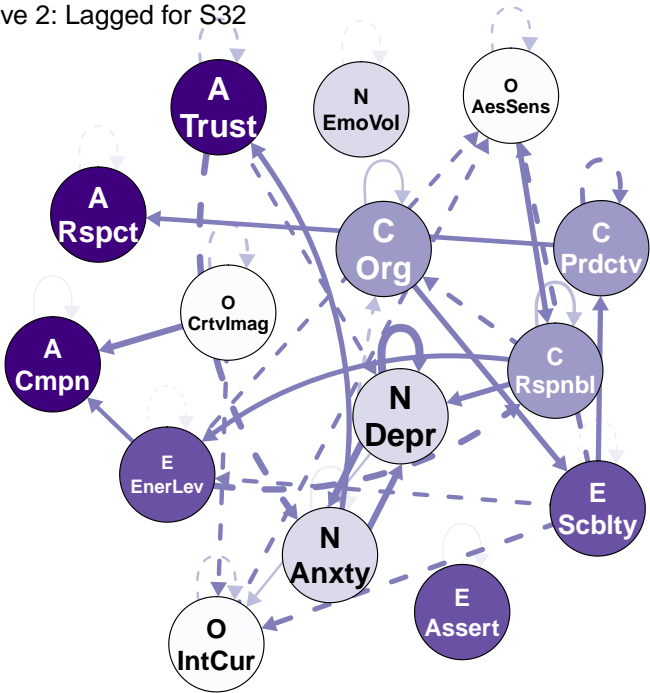 ve 2: Lagged for S32
A
Trust
N
EmoVol
O
AesSens
A
Rspct
C
Org
C
Prdctv
O
CrtvImag
A
Cmpn
C
Rspnbl
N
Depr
E
EnerLev
E
Scblty
N
Anxty
E
Assert
O
IntCur